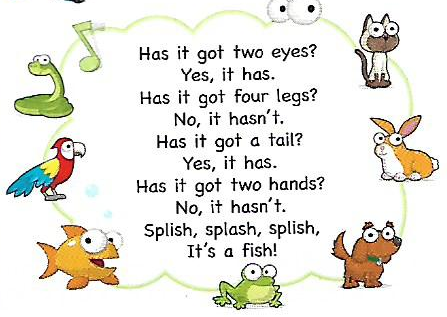 Has it got two eyes?
Yes, it has.
Has it got four legs?
No, it hasn't.
Has it got a tail?
Yes, it has.
Has it got two hands?
No, it hasn't.
Splish, splash, splish,
It's a fish!